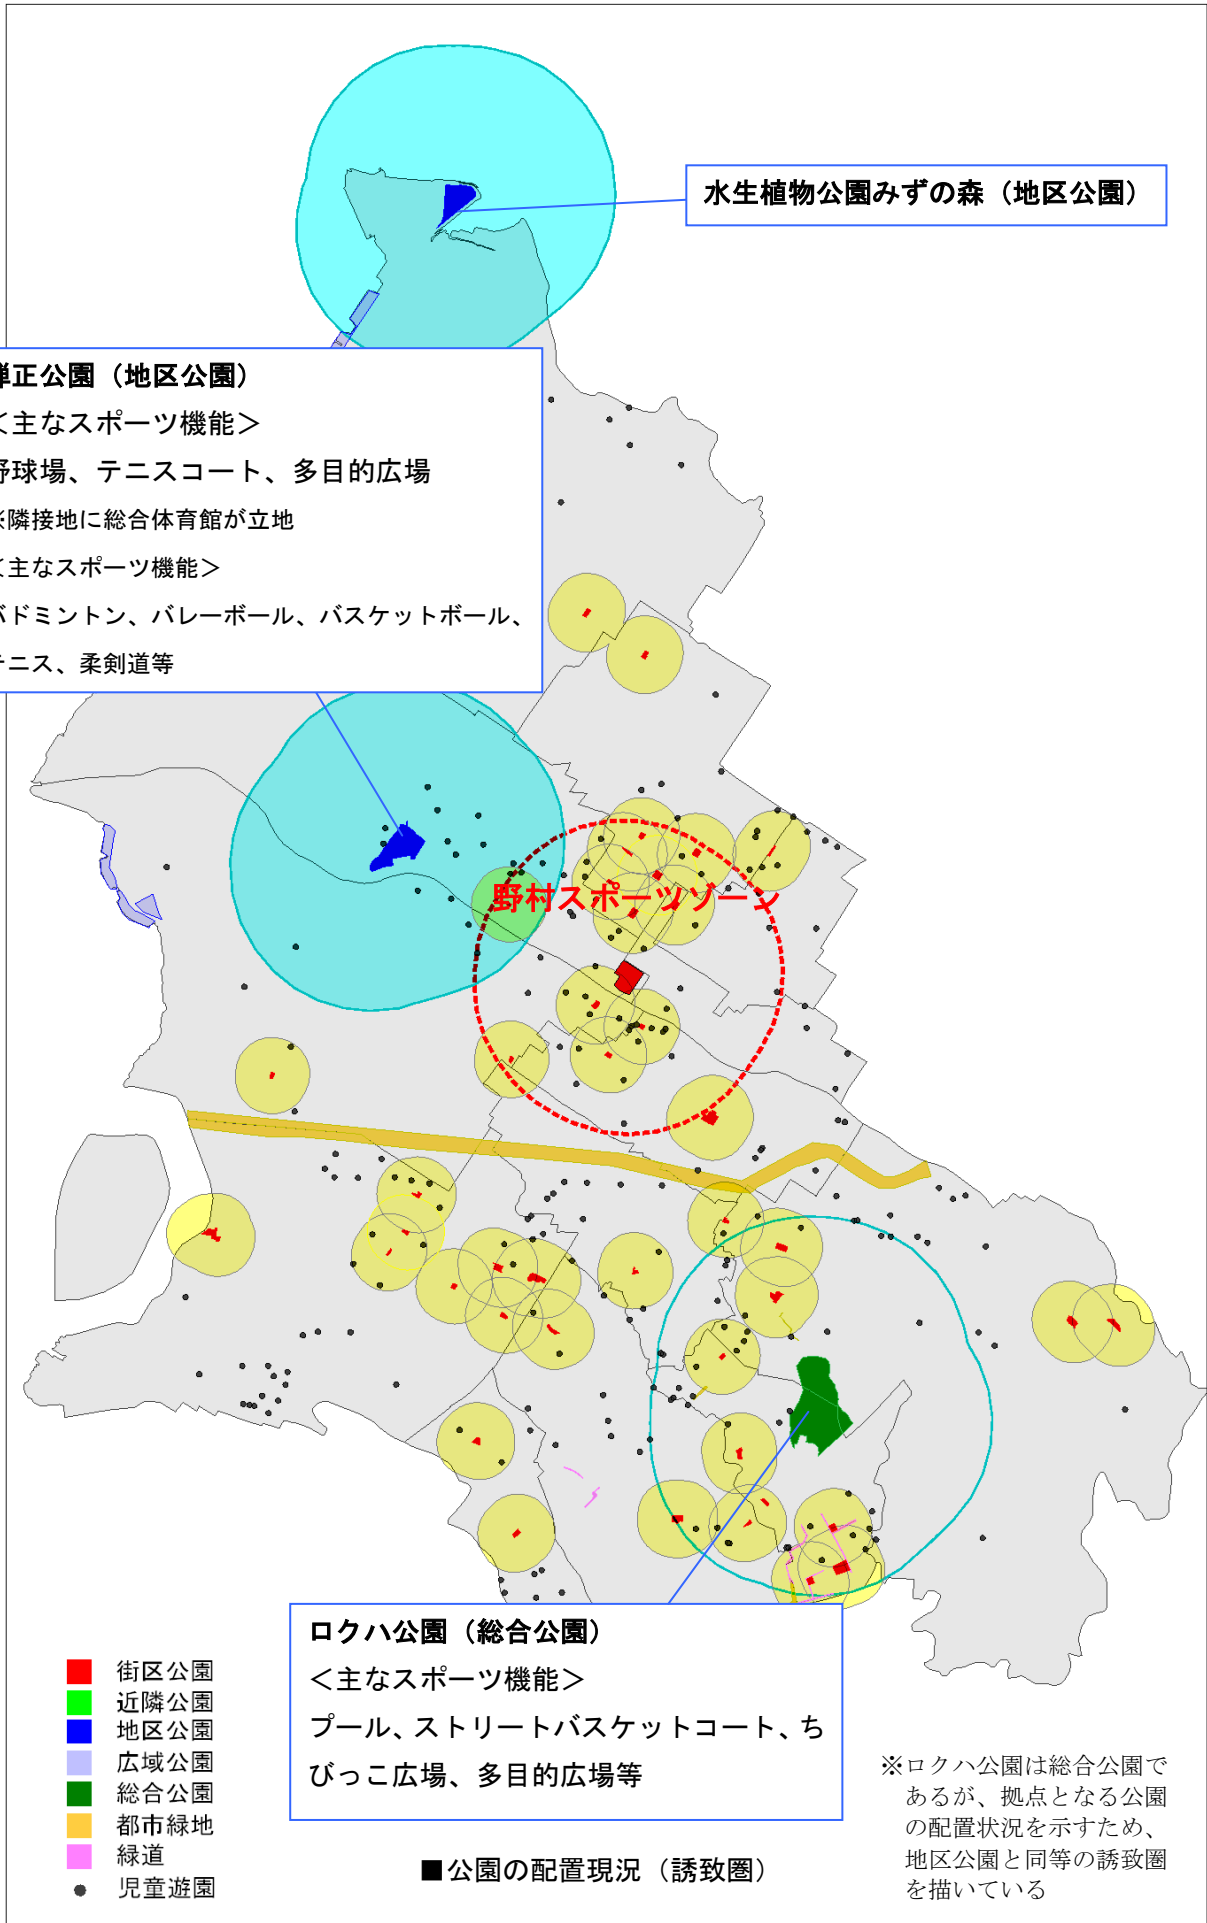 水生植物公園みずの森（地区公園）
弾正公園（地区公園）
＜主なスポーツ機能＞
野球場、テニスコート、多目的広場
※隣接地に総合体育館が立地
＜主なスポーツ機能＞
バドミントン、バレーボール、バスケットボール、
テニス、柔剣道等
野村スポーツゾーン
ロクハ公園（総合公園）
＜主なスポーツ機能＞
プール、ストリートバスケットコート、ち
びっこ広場、多目的広場等
街区公園
近隣公園
地区公園
広域公園
総合公園
都市緑地
緑道
児童遊園
■公園の配置現況（誘致圏）
※ロクハ公園は総合公園で
あるが、拠点となる公園
の配置状況を示すため、
地区公園と同等の誘致圏
を描いている